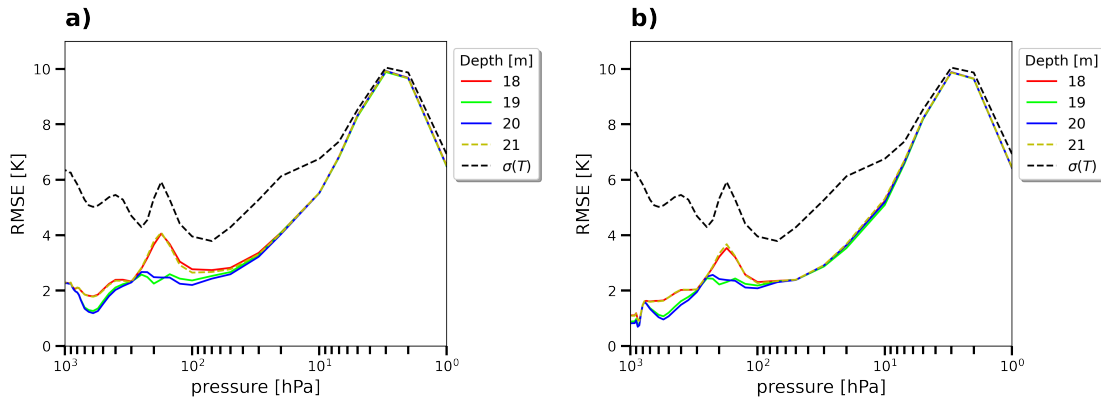 a)
RMSE [K]
10
8
6
4
2
0
10³ 10² 10¹ 10⁰
pressure [hPa]
Depth [m]
18
19
20
21
σ(T)
b)
RMSE [K]
10
8
6
4
2
0
10³ 10² 10¹ 10⁰
pressure [hPa]
Depth [m]
18
19
20
21
σ(T)